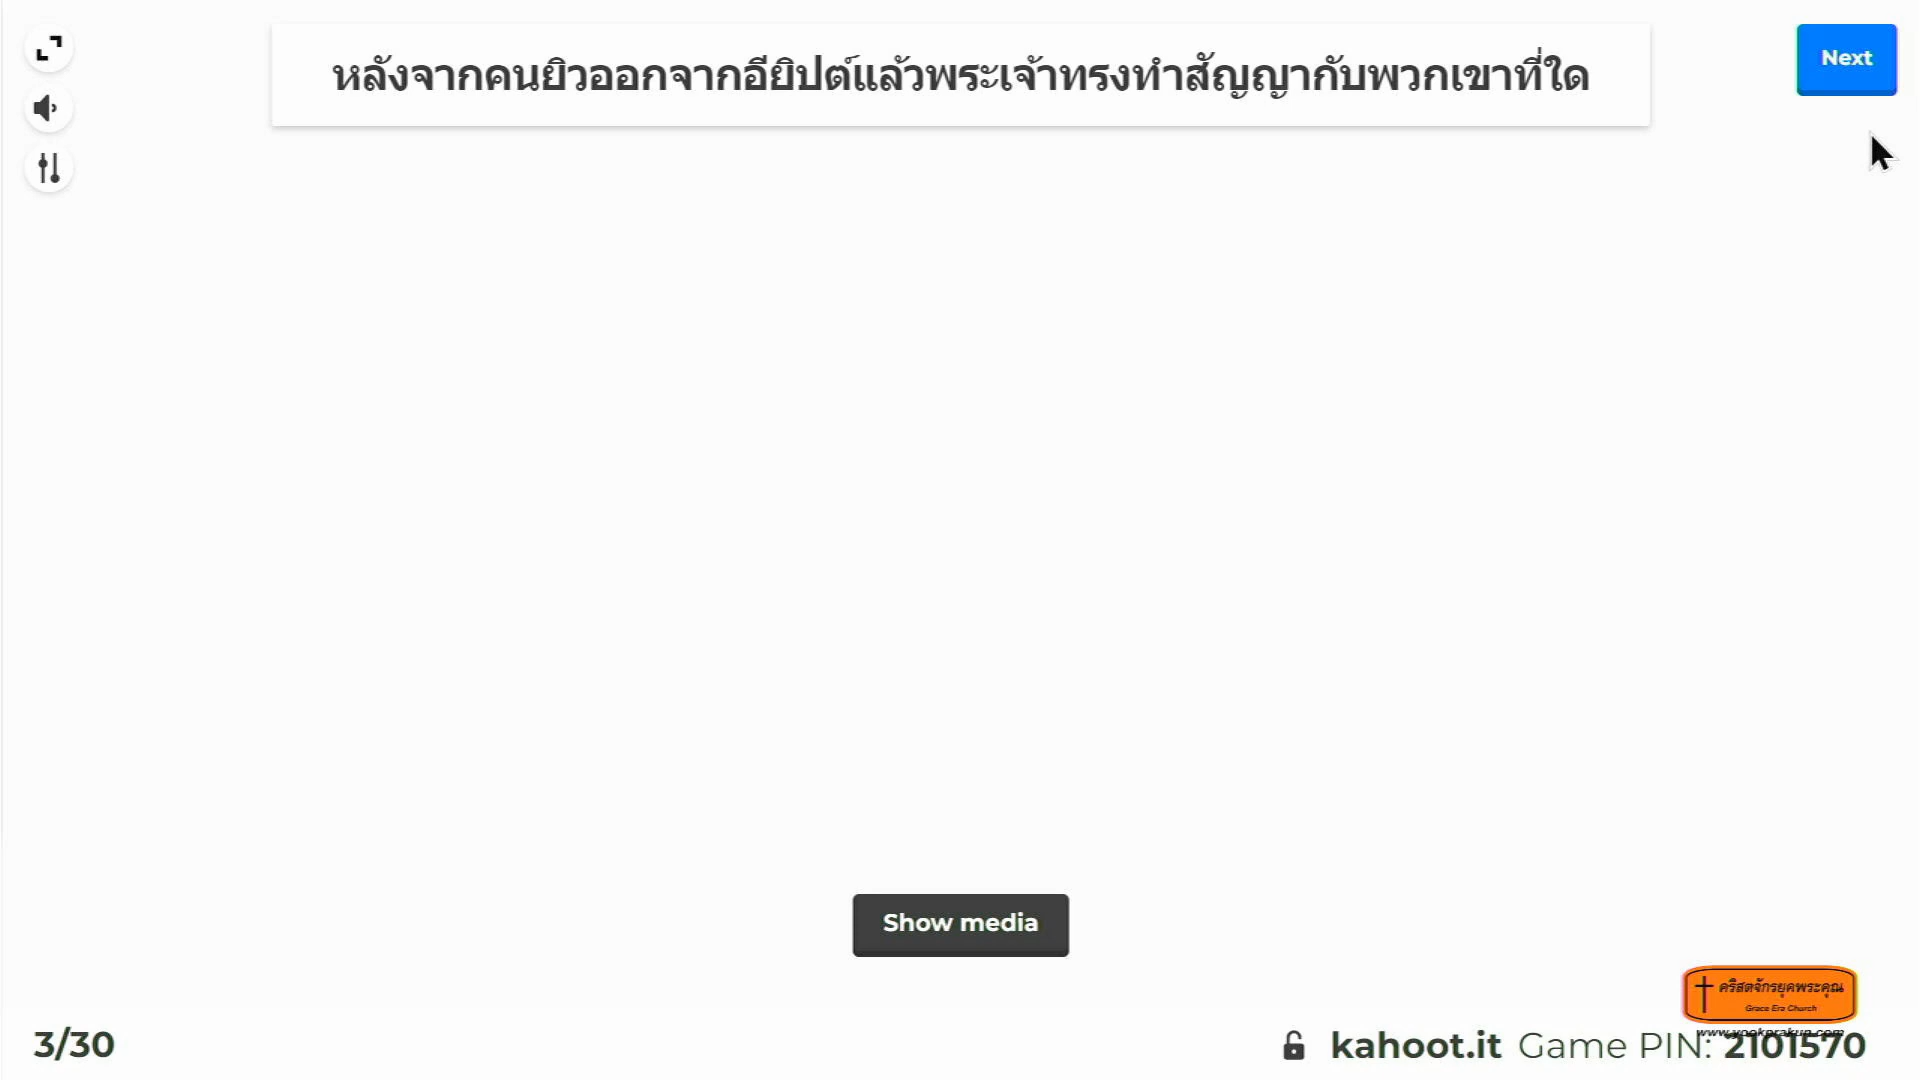 หลังจากคนยิวออกจากอียิปต์แล้วพระเจ้าทรงทำสัญญากับพวกเขาที่ใด
Next
Show media
คริสตจักรยุคพระคุณ
Grace Era Church
www.yookprakun.com
3/30
kahoot.it Game PIN: 2101570